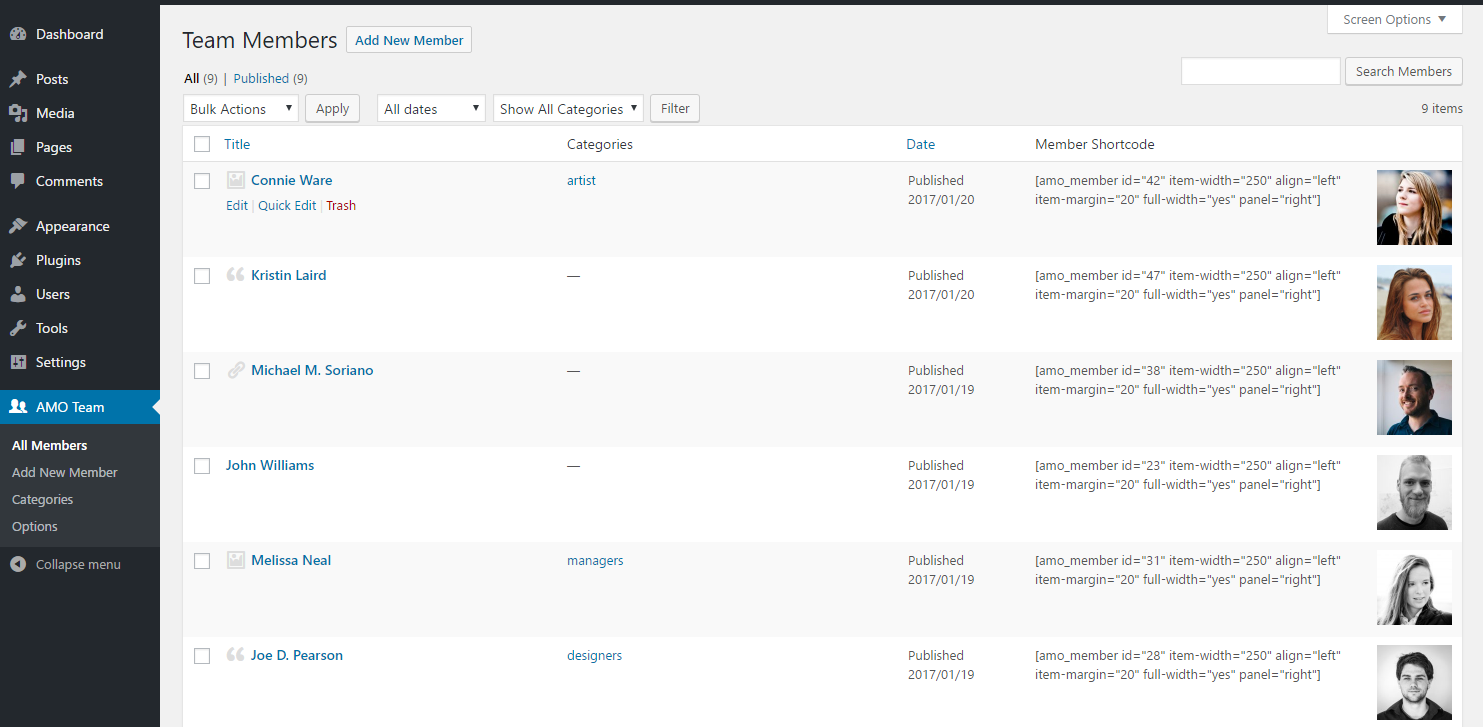 Dashboard
Posts
Media
Pages
Comments
Appearance
Plugins
Users
Tools
Settings
AMO Team
All Members
Add New Member
Categories
Options
Collapse menu
Screen Options ▼
Team Members Add New Member
All (9) | Published (9)
Search Members
Bulk Actions Apply All dates Show All Categories Filter
9 items
Title Categories Date Member Shortcode
Connie Ware artist Published [amo_member id="42" item-width="250" align="left"
Edit | Quick Edit | Trash 2017/01/20 item-margin="20" full-width="yes" panel="right"]
Kristin Laird — Published [amo_member id="47" item-width="250" align="left"
2017/01/20 item-margin="20" full-width="yes" panel="right"]
Michael M. Soriano — Published [amo_member id="38" item-width="250" align="left"
2017/01/19 item-margin="20" full-width="yes" panel="right"]
John Williams — Published [amo_member id="23" item-width="250" align="left"
2017/01/19 item-margin="20" full-width="yes" panel="right"]
Melissa Neal managers Published [amo_member id="31" item-width="250" align="left"
2017/01/19 item-margin="20" full-width="yes" panel="right"]
Joe D. Pearson designers Published [amo_member id="28" item-width="250" align="left"
2017/01/19 item-margin="20" full-width="yes" panel="right"]